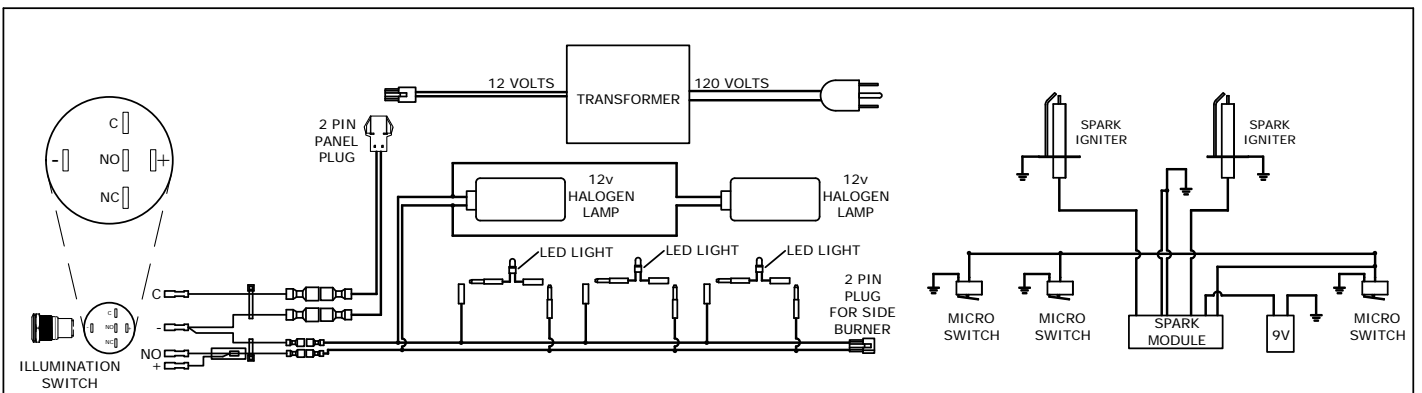 12 VOLTS
TRANSFORMER
120 VOLTS
2 PIN
PANEL
PLUG
C
-
NO
+
NC
12v
HALOGEN
LAMP
12v
HALOGEN
LAMP
LED LIGHT
LED LIGHT
LED LIGHT
2 PIN
PLUG
FOR SIDE
BURNER
C
-
NO
+
C
-
NO
-
NC
ILLUMINATION
SWITCH
SPARK
IGNITER
SPARK
IGNITER
MICRO
SWITCH
MICRO
SWITCH
SPARK
MODULE
9V
MICRO
SWITCH